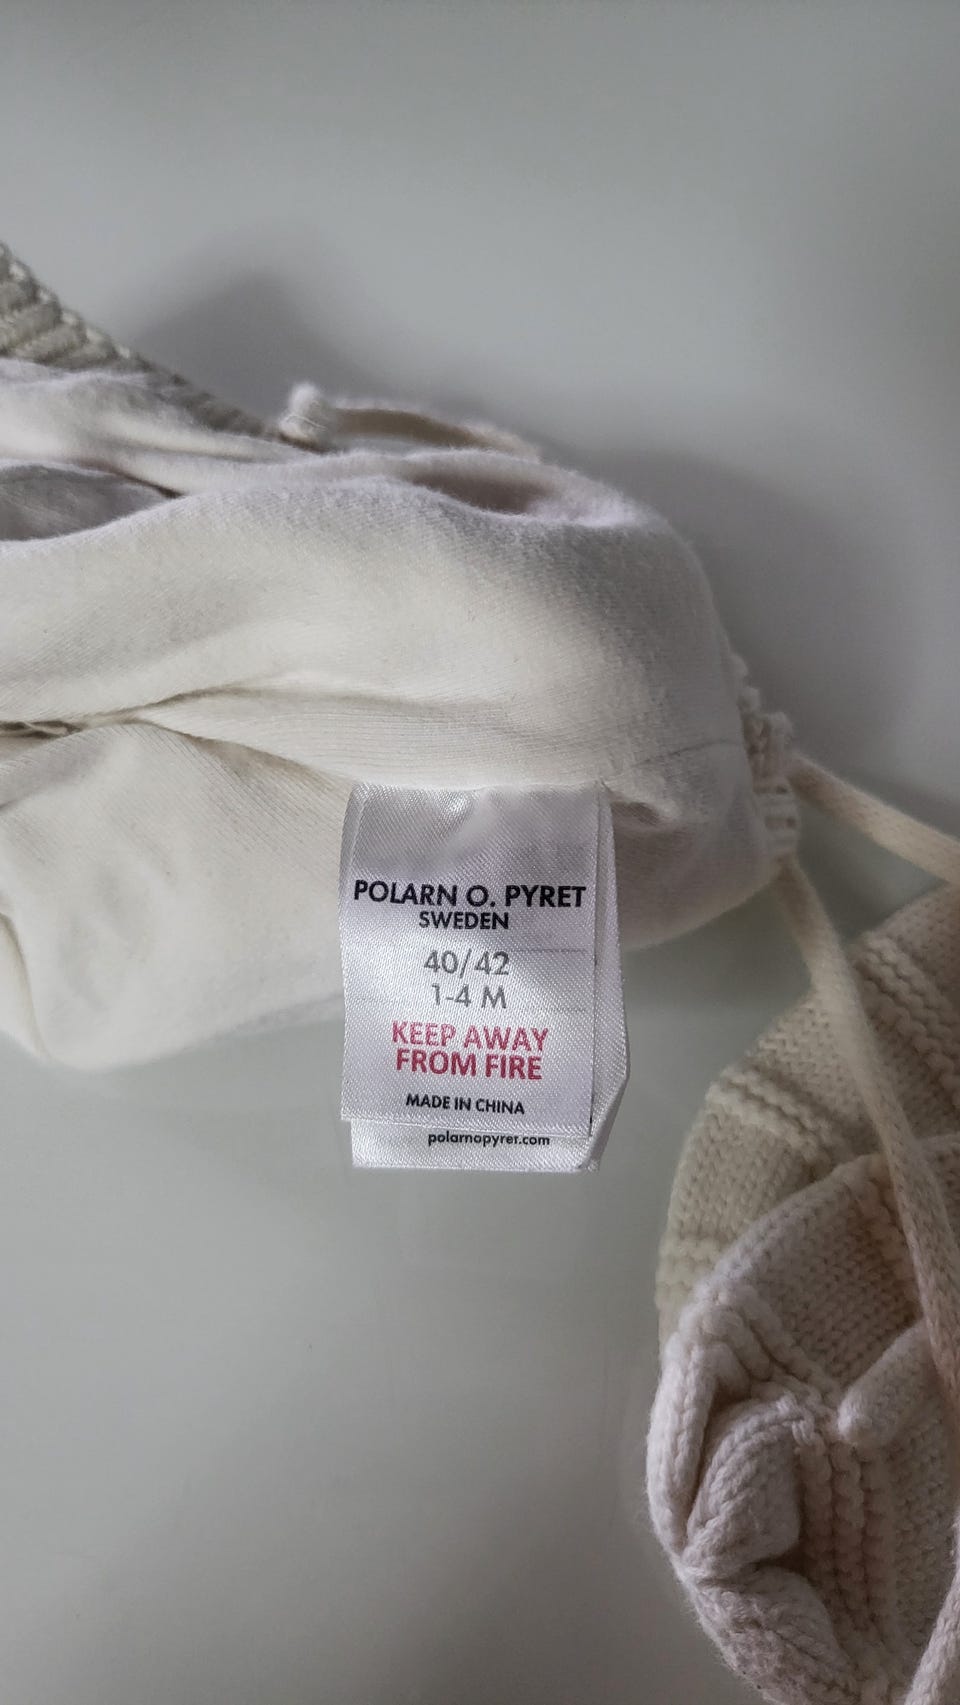 POLARN O. PYRET
SWEDEN
40/42
1-4 M
KEEP AWAY
FROM FIRE
MADE IN CHINA
polarnopyret.com